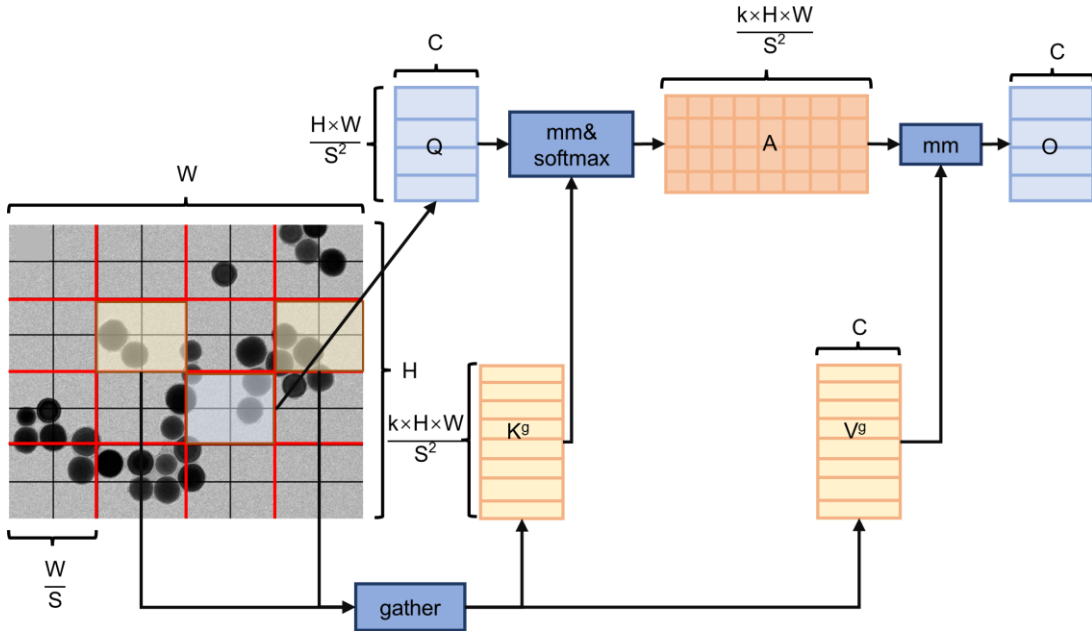 C
k×H×W
S²
C
H×W
S²
Q
mm&
softmax
A
mm
O
W
H
C
k×H×W
S²
Kᵍ
Vᵍ
W
S
gather